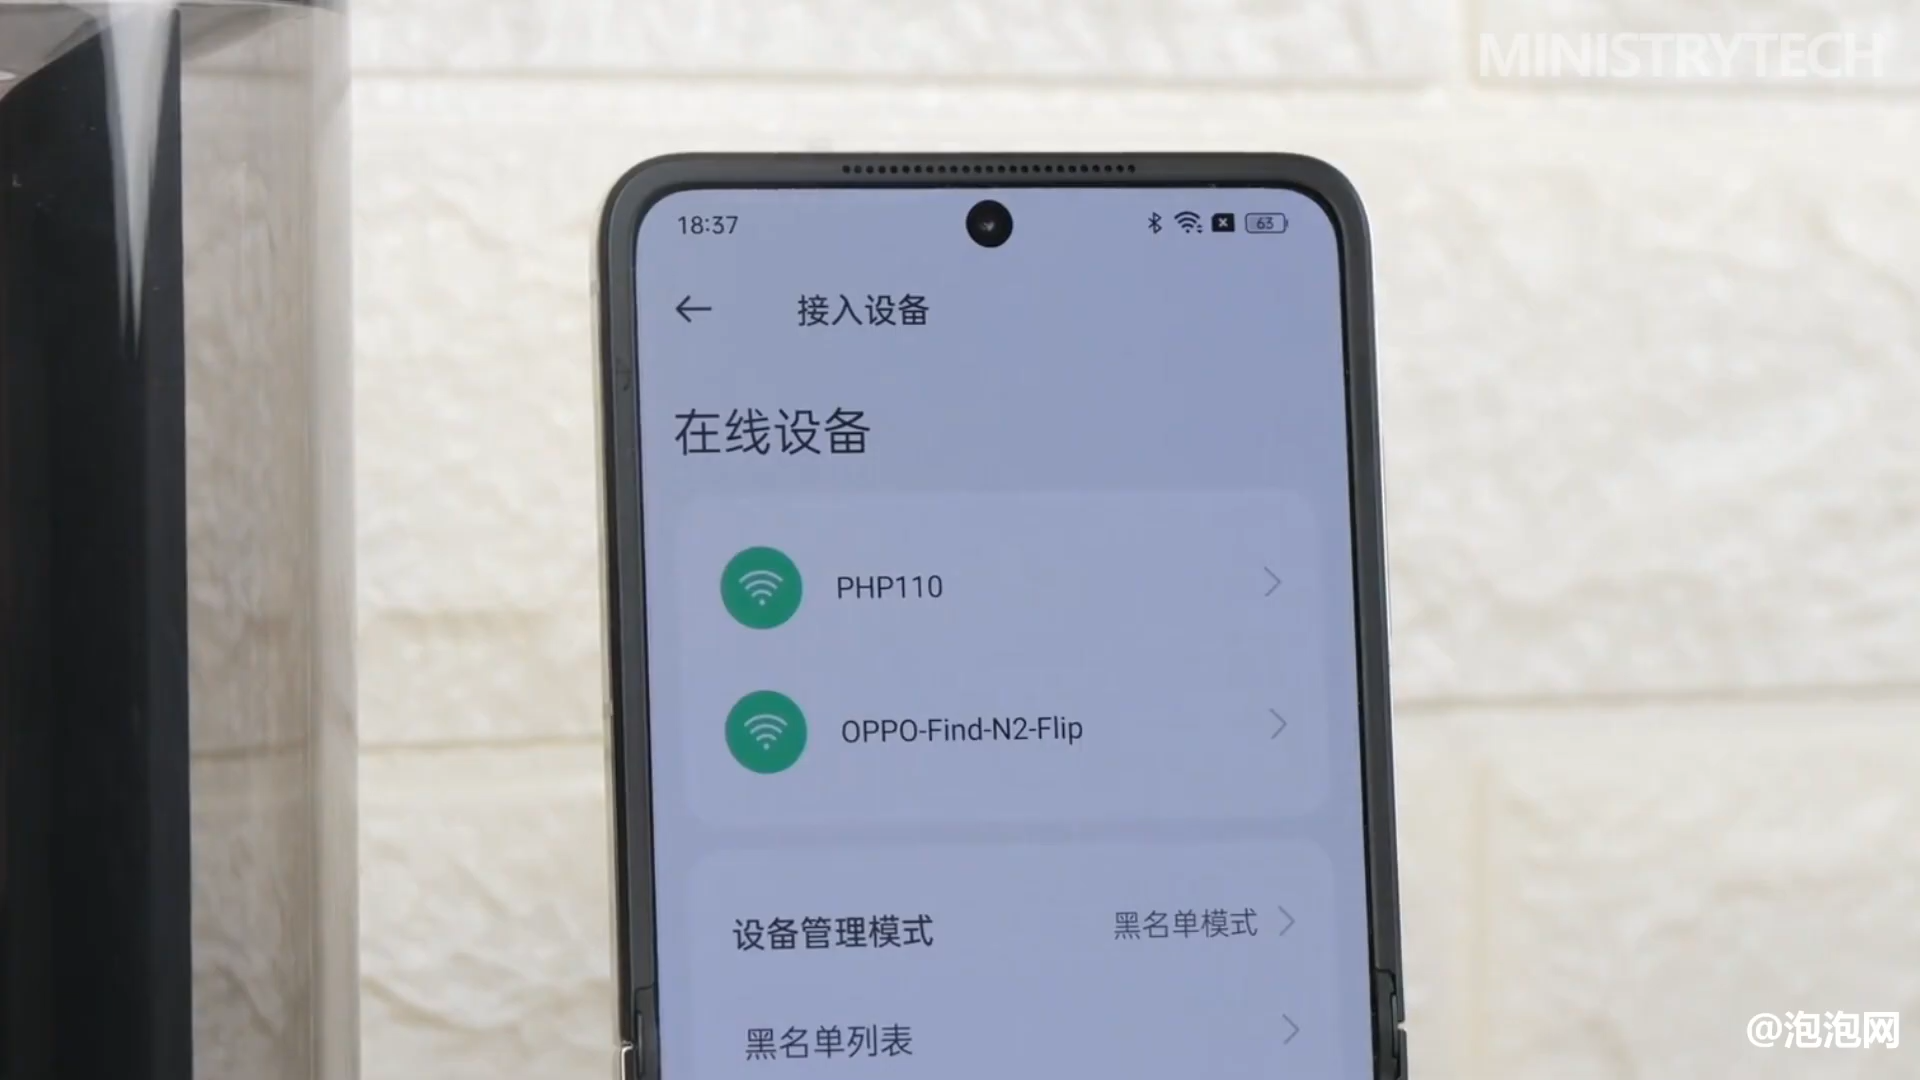 MINISTRYTECH
18:37
63
接入设备
在线设备
PHP110
OPPO-Find-N2-Flip
设备管理模式 黑名单模式
黑名单列表
@泡泡网